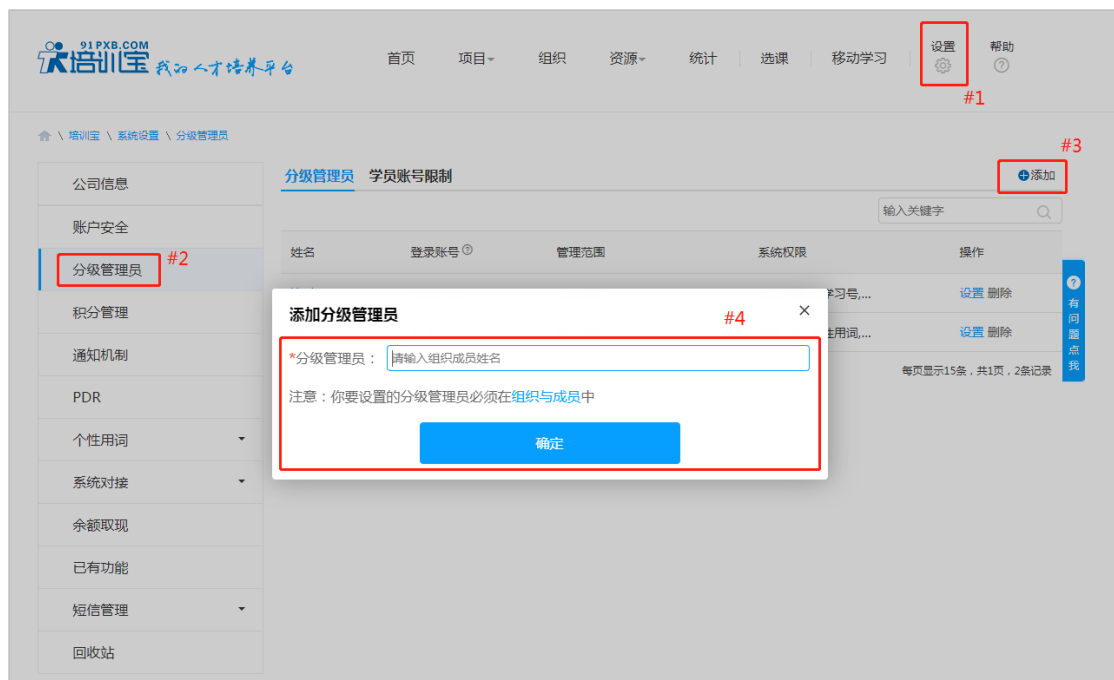 91PXB.COM
培训宝 我的人才培养平台
首页 项目 组织 资源 统计 选课 移动学习 设置 帮助
#1
培训宝 \ 系统设置 \ 分级管理员
#3
公司信息
账户安全
分级管理员 #2
积分管理
通知机制
PDR
个性用词
系统对接
余额取现
已有功能
短信管理
回收站
分级管理员 学员账号限制 添加
输入关键字
姓名 登录账号 管理范围 系统权限 操作
学习号,... 设置 删除
性用词,... 设置 删除
每页显示15条，共1页，2条记录
添加分级管理员 #4 ×
*分级管理员： 请输入组织成员姓名
注意：你要设置的分级管理员必须在组织与成员中
确定
? 有问题点我